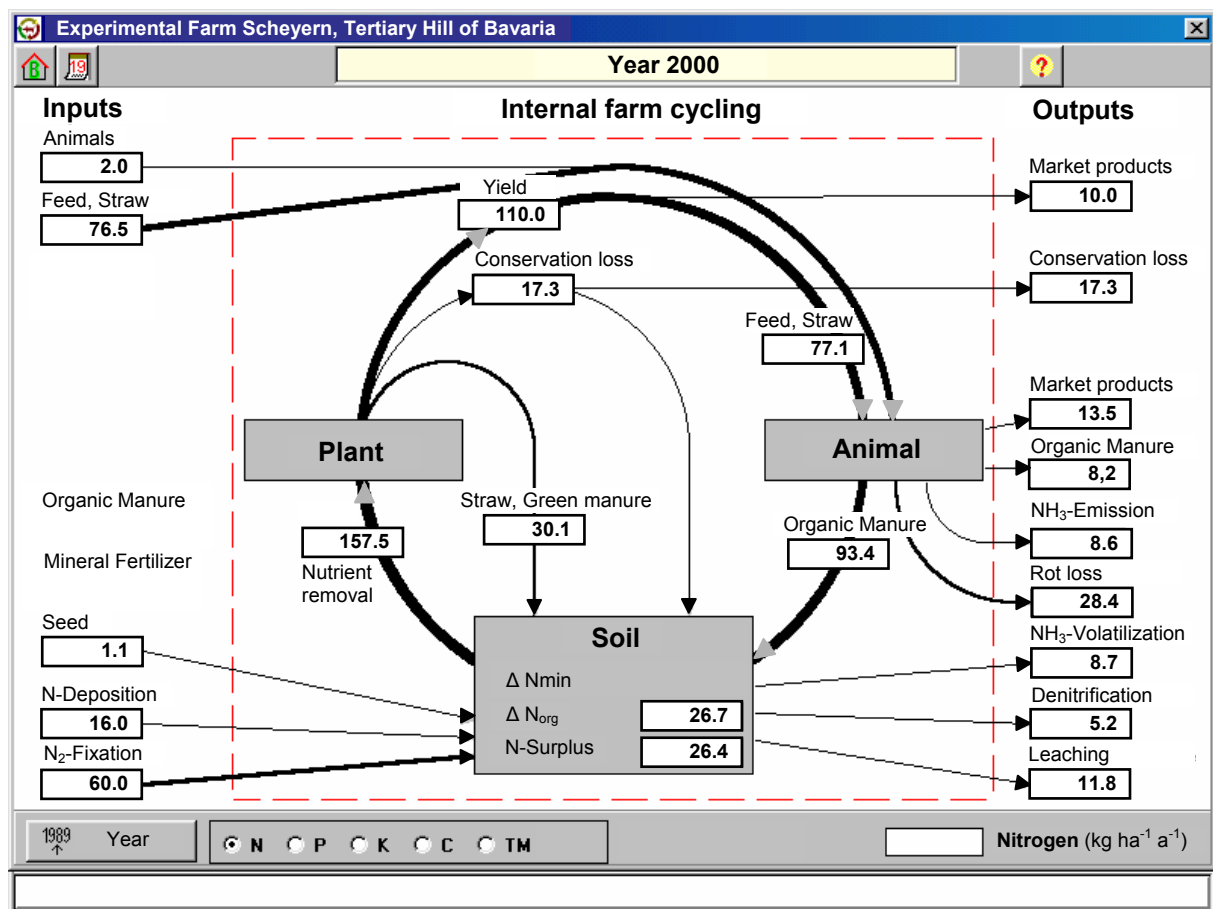 Experimental Farm Scheyern, Tertiary Hill of Bavaria
B
19
Year 2000
?
Inputs
Internal farm cycling
Outputs
Animals
2.0
Feed, Straw
76.5
Yield
110.0
Market products
10.0
Conservation loss
17.3
Conservation loss
17.3
Feed, Straw
77.1
Market products
13.5
Plant
Animal
Organic Manure
8,2
Organic Manure
Straw, Green manure
30.1
Organic Manure
93.4
NH₃-Emission
8.6
Mineral Fertilizer
157.5
Nutrient
removal
Rot loss
28.4
Seed
1.1
Soil
NH₃-Volatilization
8.7
N-Deposition
16.0
Δ Nmin
Δ Norg 26.7
N-Surplus 26.4
Denitrification
5.2
N₂-Fixation
60.0
Leaching
11.8
1989 Year
N P K C TM
Nitrogen (kg ha⁻¹ a⁻¹)